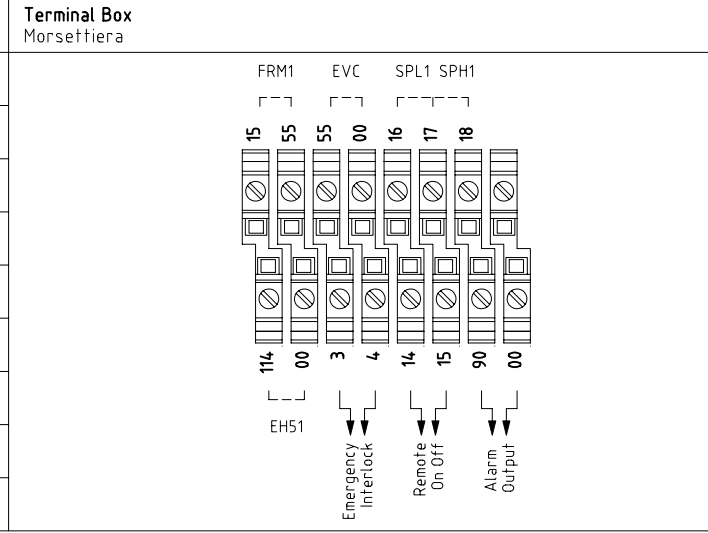 Terminal Box
Morsettiera
FRM1 EVC SPL1 SPH1
15 55 55 00 16 17 18
114 00 3 4 14 15 90 00
EH51
Emergency
Interlock
Remote
On Off
Alarm
Output